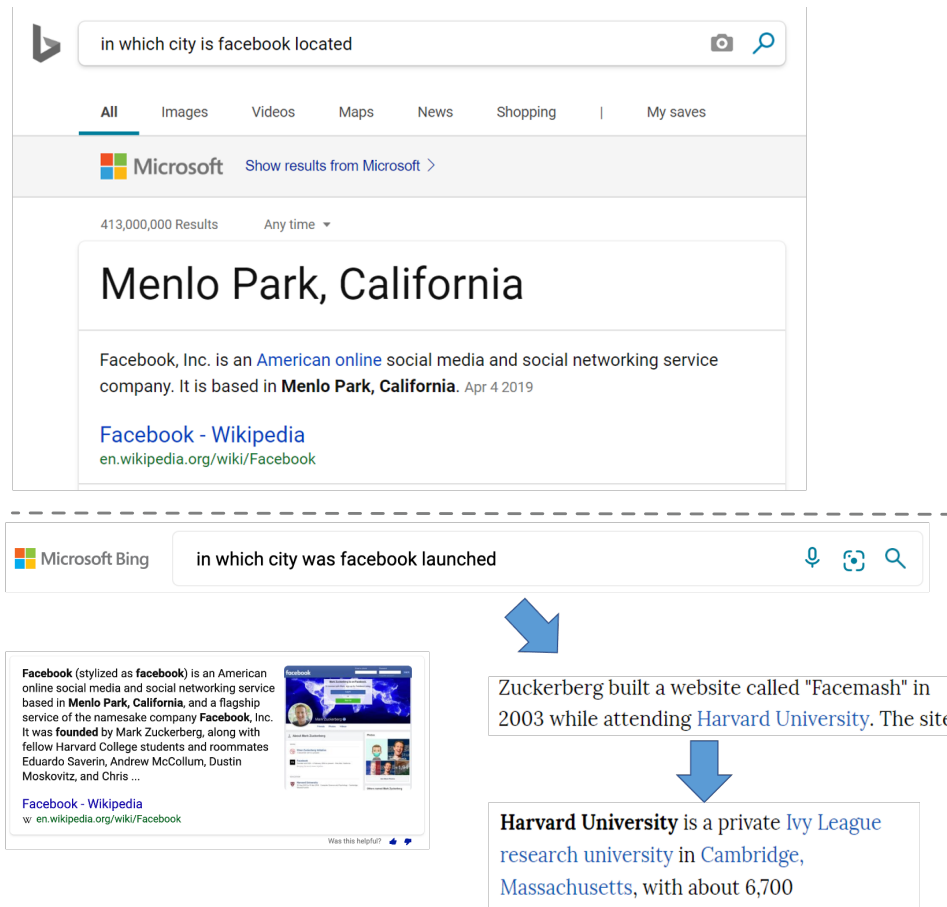 in which city is facebook located
All Images Videos Maps News Shopping | My saves
Microsoft Show results from Microsoft >
413,000,000 Results Any time
Menlo Park, California
Facebook, Inc. is an American online social media and social networking service
company. It is based in Menlo Park, California. Apr 4 2019
Facebook - Wikipedia
en.wikipedia.org/wiki/Facebook
Microsoft Bing in which city was facebook launched
Facebook (stylized as facebook) is an American
online social media and social networking service
based in Menlo Park, California, and a flagship
service of the namesake company Facebook, Inc.
It was founded by Mark Zuckerberg, along with
fellow Harvard College students and roommates
Eduardo Saverin, Andrew McCollum, Dustin
Moskovitz, and Chris ...
facebook
Facebook - Wikipedia
W en.wikipedia.org/wiki/Facebook
Was this helpful?
Zuckerberg built a website called "Facemash" in
2003 while attending Harvard University. The site
Harvard University is a private Ivy League
research university in Cambridge,
Massachusetts, with about 6,700